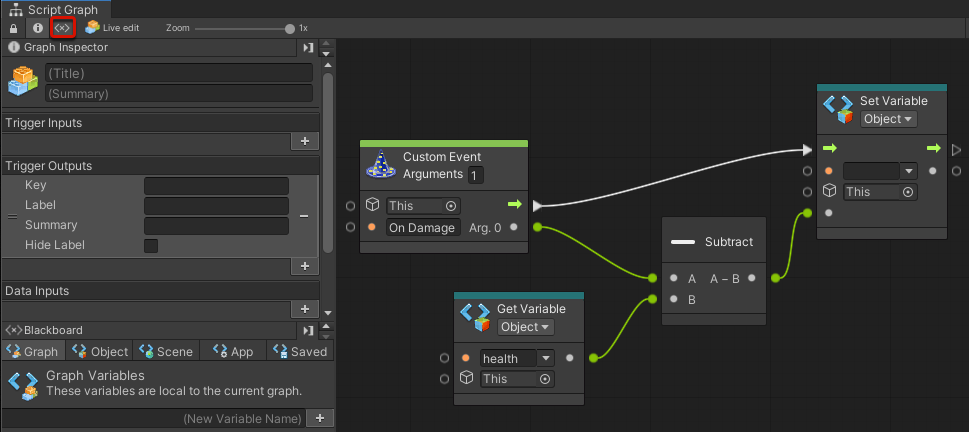 Script Graph
Live edit Zoom 1x
Graph Inspector
(Title)
(Summary)
Trigger Inputs
+
Trigger Outputs
Key
Label
Summary
Hide Label
+
Data Inputs
+
Blackboard
Graph Object Scene App Saved
Graph Variables
These variables are local to the current graph.
(New Variable Name) +
Custom Event
Arguments 1
This
On Damage Arg. 0
Get Variable
Object
health
This
Subtract
A A – B
B
Set Variable
Object
This